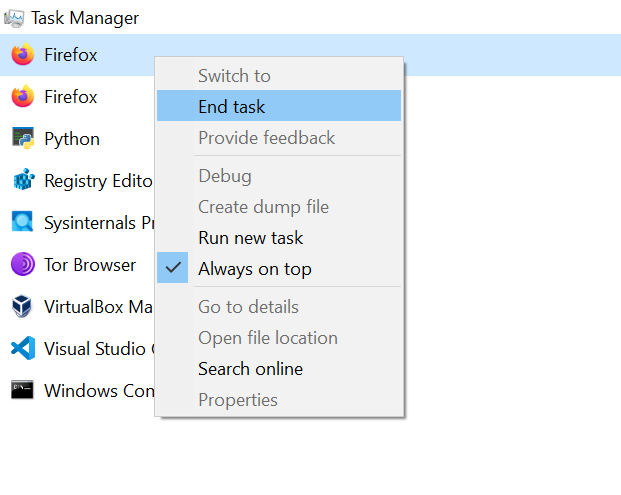 Task Manager
Firefox
Firefox
Python
Registry Edito
Sysinternals Pr
Tor Browser
VirtualBox Ma
Visual Studio
Windows Con
Switch to
End task
Provide feedback
Debug
Create dump file
Run new task
Always on top
Go to details
Open file location
Search online
Properties